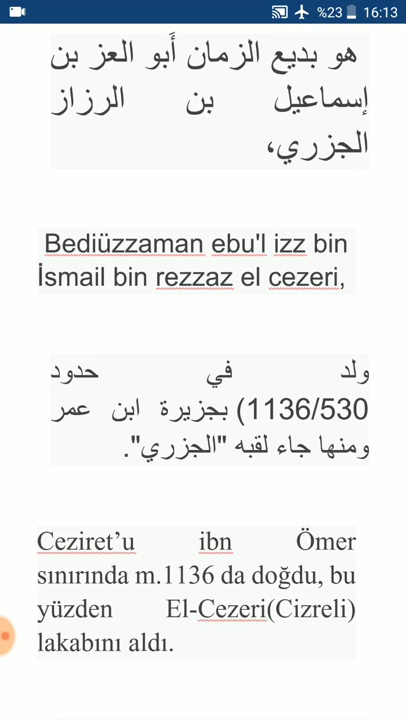 %23 16:13
هو بديع الزمان أَبو العز بن
إسماعيل بن الرزاز
الجزري،
Bediüzzaman ebu'l izz bin
İsmail bin rezzaz el cezeri,
ولد في حدود
1136/530) بجزيرة ابن عمر
ومنها جاء لقبه "الجزري".
Ceziret’u ibn Ömer
sınırında m.1136 da doğdu, bu
yüzden El-Cezeri(Cizreli)
lakabını aldı.